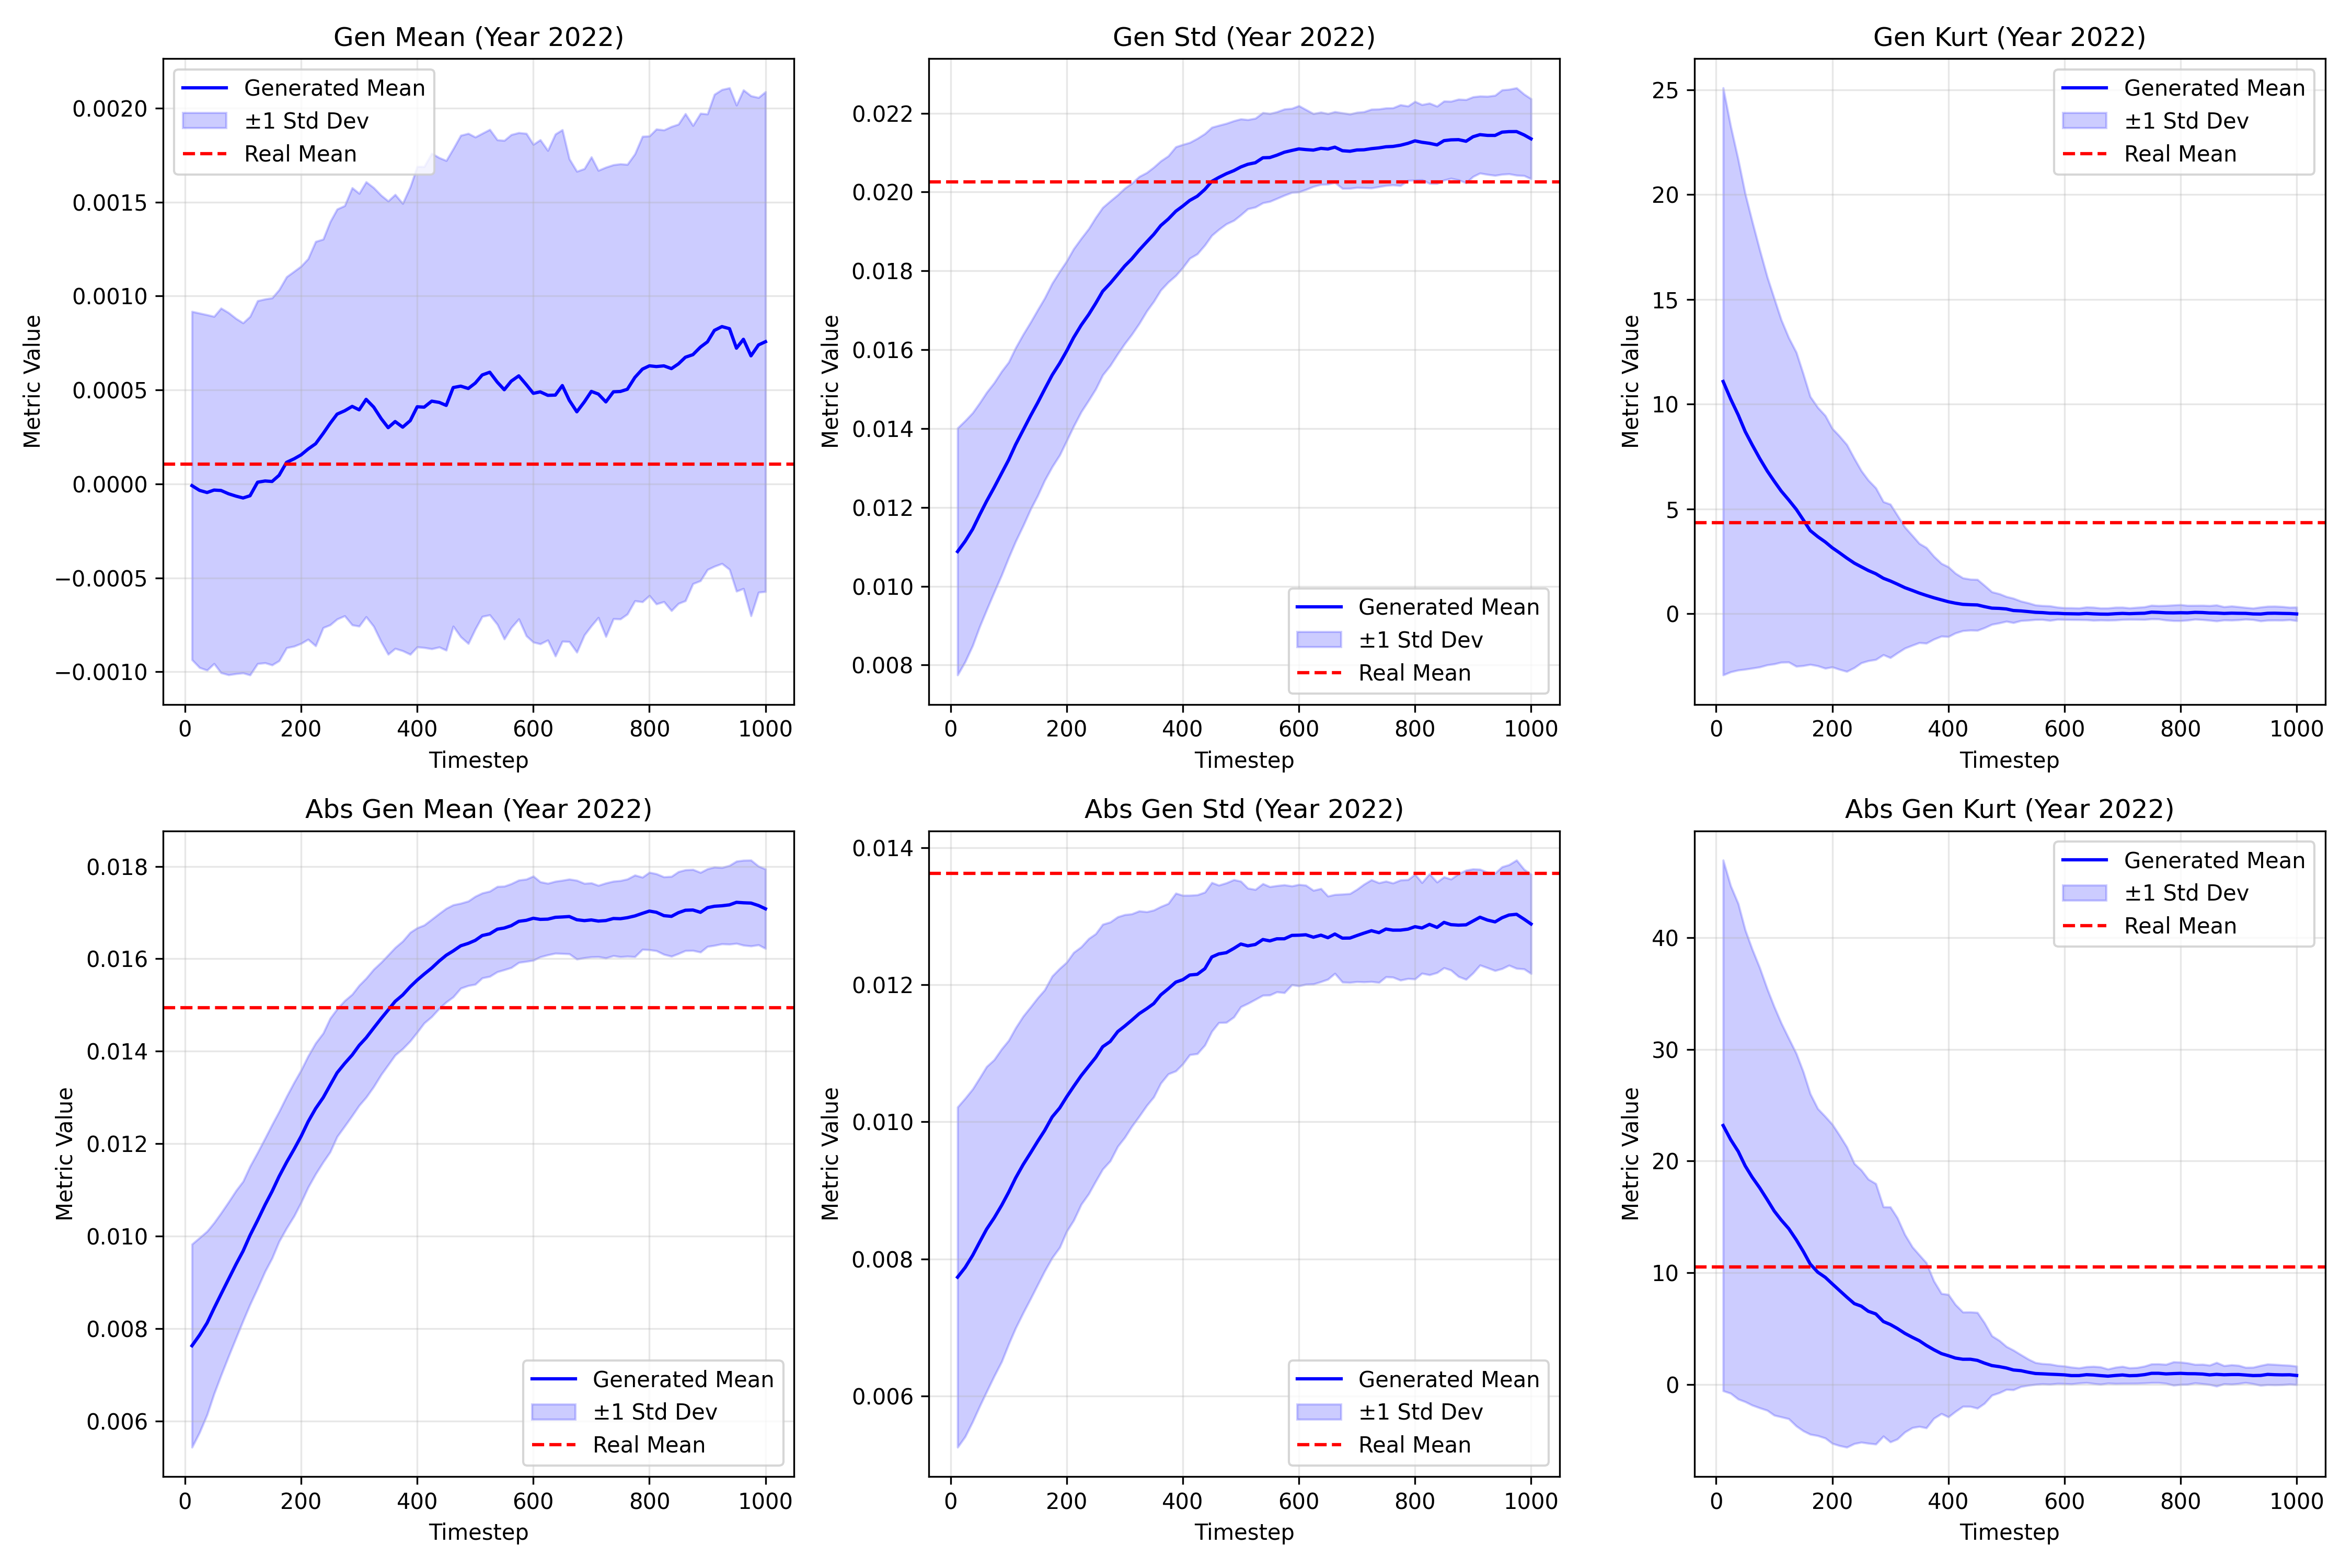 Gen Mean (Year 2022)
Metric Value
0.0020
0.0015
0.0010
0.0005
0.0000
−0.0005
−0.0010
Generated Mean
±1 Std Dev
Real Mean
0 200 400 600 800 1000
Timestep
Gen Std (Year 2022)
Metric Value
0.022
0.020
0.018
0.016
0.014
0.012
0.010
0.008
Generated Mean
±1 Std Dev
Real Mean
0 200 400 600 800 1000
Timestep
Gen Kurt (Year 2022)
Metric Value
25
20
15
10
5
0
Generated Mean
±1 Std Dev
Real Mean
0 200 400 600 800 1000
Timestep
Abs Gen Mean (Year 2022)
Metric Value
0.018
0.016
0.014
0.012
0.010
0.008
0.006
Generated Mean
±1 Std Dev
Real Mean
0 200 400 600 800 1000
Timestep
Abs Gen Std (Year 2022)
Metric Value
0.014
0.012
0.010
0.008
0.006
Generated Mean
±1 Std Dev
Real Mean
0 200 400 600 800 1000
Timestep
Abs Gen Kurt (Year 2022)
Metric Value
40
30
20
10
0
Generated Mean
±1 Std Dev
Real Mean
0 200 400 600 800 1000
Timestep